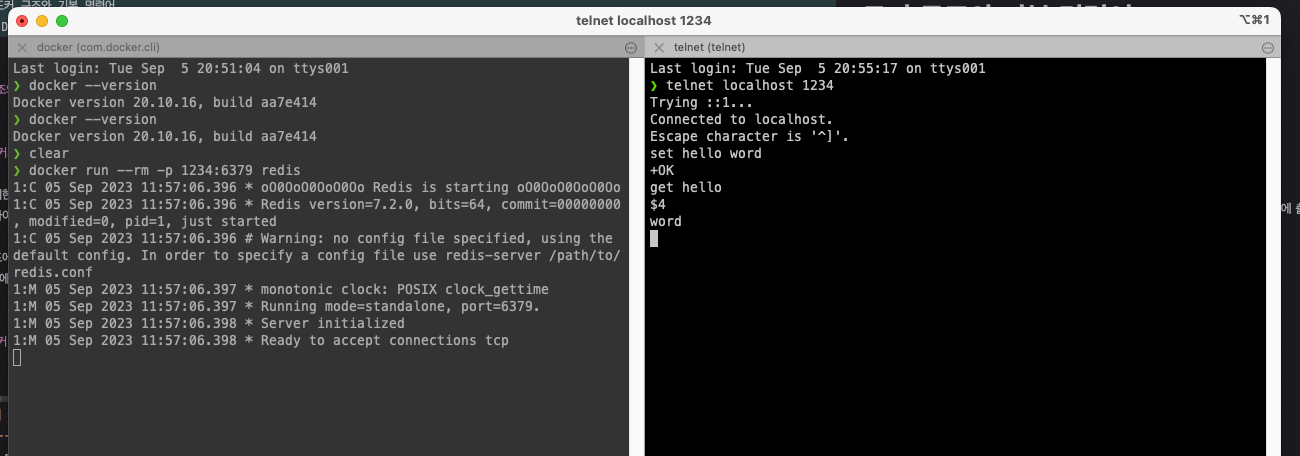 telnet localhost 1234
⌥⌘1
docker (com.docker.cli)
Last login: Tue Sep  5 20:51:04 on ttys001
❯ docker --version
Docker version 20.10.16, build aa7e414
❯ docker --version
Docker version 20.10.16, build aa7e414
❯ clear
❯ docker run --rm -p 1234:6379 redis
1:C 05 Sep 2023 11:57:06.396 * oO0OoO0OoO0Oo Redis is starting oO0OoO0OoO0Oo
1:C 05 Sep 2023 11:57:06.396 * Redis version=7.2.0, bits=64, commit=00000000
, modified=0, pid=1, just started
1:C 05 Sep 2023 11:57:06.396 # Warning: no config file specified, using the
default config. In order to specify a config file use redis-server /path/to/
redis.conf
1:M 05 Sep 2023 11:57:06.397 * monotonic clock: POSIX clock_gettime
1:M 05 Sep 2023 11:57:06.397 * Running mode=standalone, port=6379.
1:M 05 Sep 2023 11:57:06.398 * Server initialized
1:M 05 Sep 2023 11:57:06.398 * Ready to accept connections tcp
telnet (telnet)
Last login: Tue Sep  5 20:55:17 on ttys001
❯ telnet localhost 1234
Trying ::1...
Connected to localhost.
Escape character is '^]'.
set hello word
+OK
get hello
$4
word